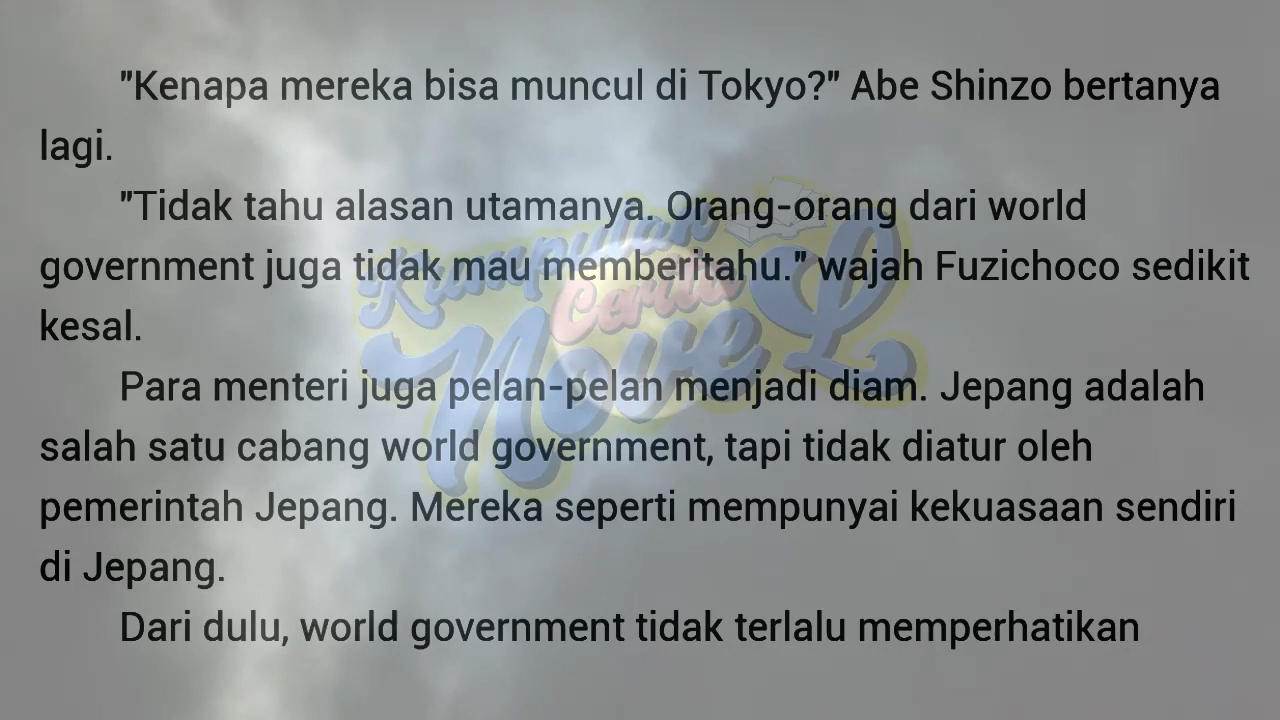 "Kenapa mereka bisa muncul di Tokyo?" Abe Shinzo bertanya
lagi.
"Tidak tahu alasan utamanya. Orang-orang dari world
government juga tidak mau memberitahu." wajah Fuzichoco sedikit
kesal.
Para menteri juga pelan-pelan menjadi diam. Jepang adalah
salah satu cabang world government, tapi tidak diatur oleh
pemerintah Jepang. Mereka seperti mempunyai kekuasaan sendiri
di Jepang.
Dari dulu, world government tidak terlalu memperhatikan
Kumpulan
Cerita
NoveL